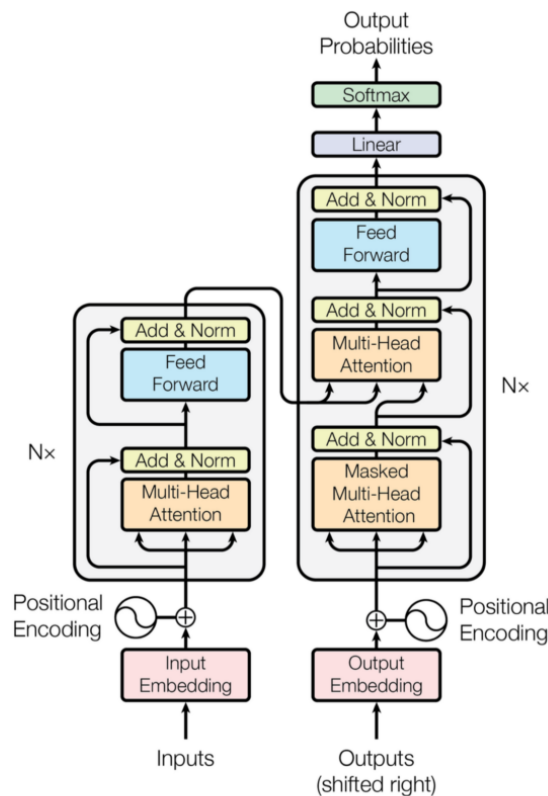 Output
Probabilities
Softmax
Linear
Add & Norm
Feed
Forward
Add & Norm
Multi-Head
Attention
Add & Norm
Masked
Multi-Head
Attention
N×
Add & Norm
Feed
Forward
Add & Norm
Multi-Head
Attention
N×
Positional
Encoding
Positional
Encoding
Input
Embedding
Output
Embedding
Inputs
Outputs
(shifted right)